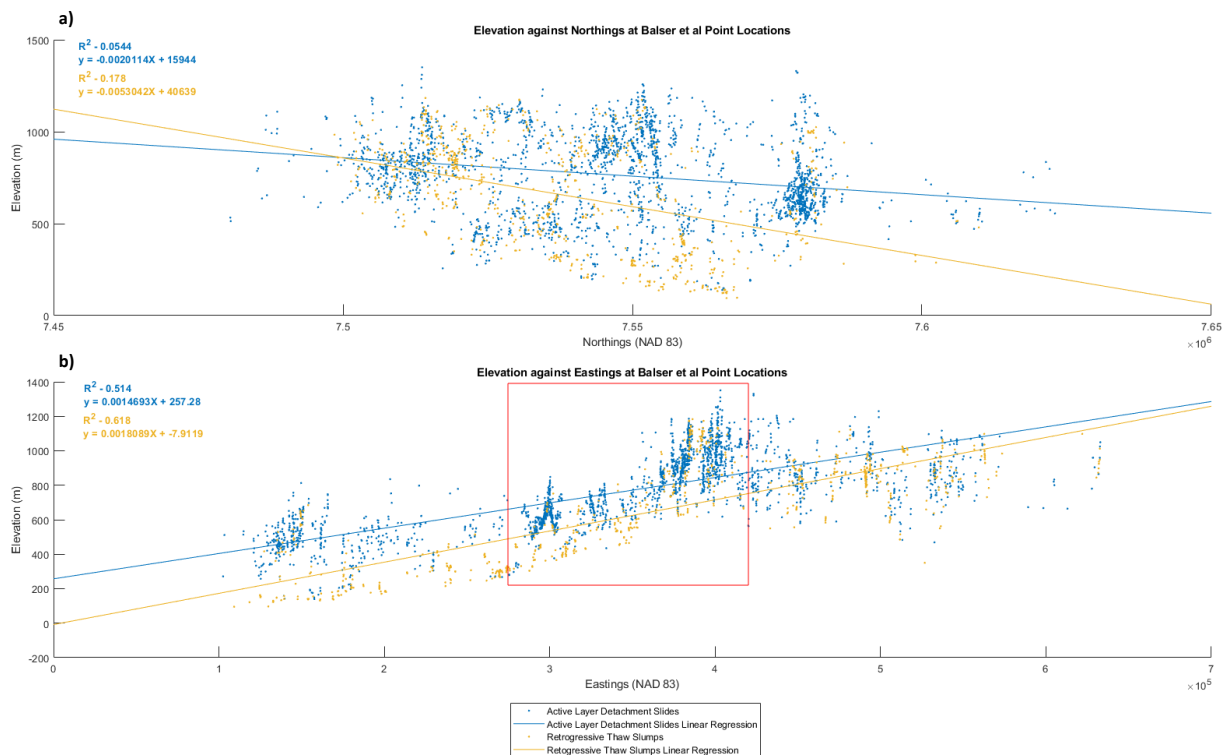 a)
Elevation against Northings at Balser et al Point Locations
R² - 0.0544
y = -0.0020114X + 15944
R² - 0.178
y = -0.0053042X + 40639
1500
1000
500
0
Elevation (m)
7.45
7.5
7.55
7.6
7.65
Northings (NAD 83)
× 10⁶
b)
Elevation against Eastings at Balser et al Point Locations
R² - 0.514
y = 0.0014693X + 257.28
R² - 0.618
y = 0.0018089X + -7.9119
1400
1200
1000
800
600
400
200
0
-200
Elevation (m)
0
1
2
3
4
5
6
7
Eastings (NAD 83)
× 10⁵
Active Layer Detachment Slides
Active Layer Detachment Slides Linear Regression
Retrogressive Thaw Slumps
Retogressive Thaw Slumps Linear Regression